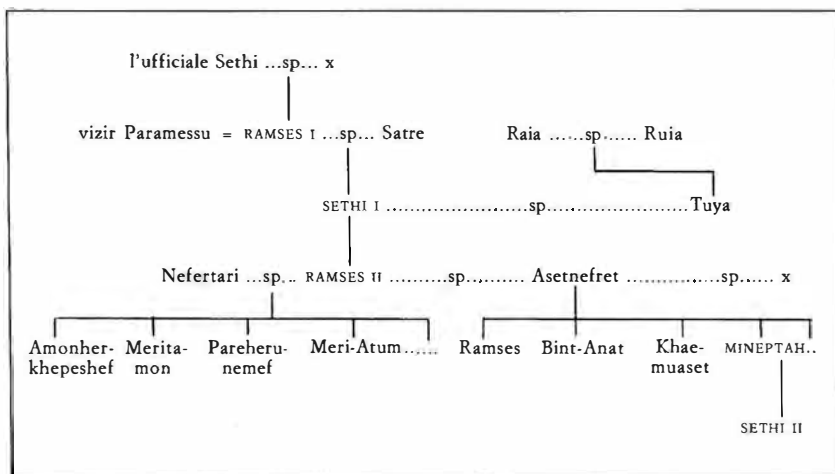 l'ufficiale Sethi ...sp... x
vizir Paramessu = RAMSES I ...sp... Satre Raia ......sp...... Ruia
SETHI I ........................sp........................Tuya
Nefertari ...sp... RAMSES II .........sp.......... Asetnefret ...............sp...... x
Amonher- Merita- Pareheru- Meri-Atum...... Ramses Bint-Anat Khae- MINEPTAH..
khepeshef mon nemef muaset
SETHI II